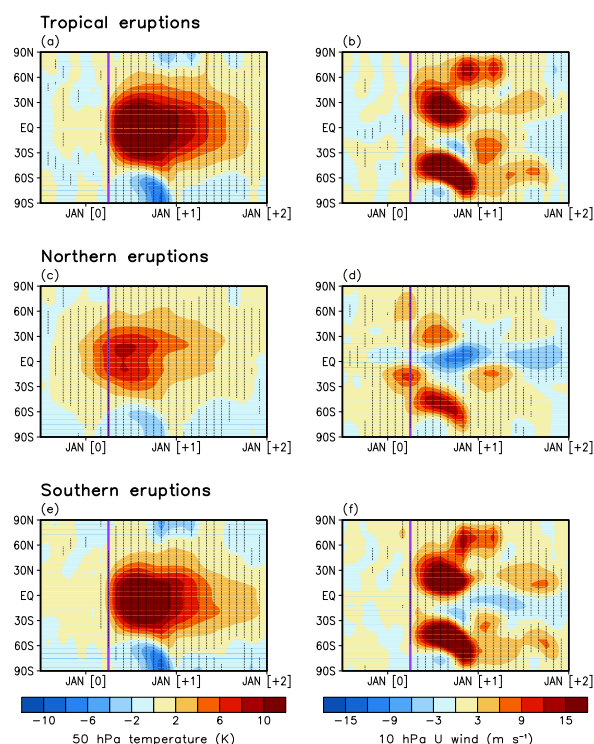 Tropical eruptions
(a) (b)
90N 90N
60N 60N
30N 30N
EQ EQ
30S 30S
60S 60S
90S 90S
JAN [0] JAN [+1] JAN [+2] JAN [0] JAN [+1] JAN [+2]
Northern eruptions
(c) (d)
90N 90N
60N 60N
30N 30N
EQ EQ
30S 30S
60S 60S
90S 90S
JAN [0] JAN [+1] JAN [+2] JAN [0] JAN [+1] JAN [+2]
Southern eruptions
(e) (f)
90N 90N
60N 60N
30N 30N
EQ EQ
30S 30S
60S 60S
90S 90S
JAN [0] JAN [+1] JAN [+2] JAN [0] JAN [+1] JAN [+2]
−10 −6 −2 2 6 10 −15 −9 −3 3 9 15
50 hPa temperature (K) 10 hPa U wind (m s⁻¹)